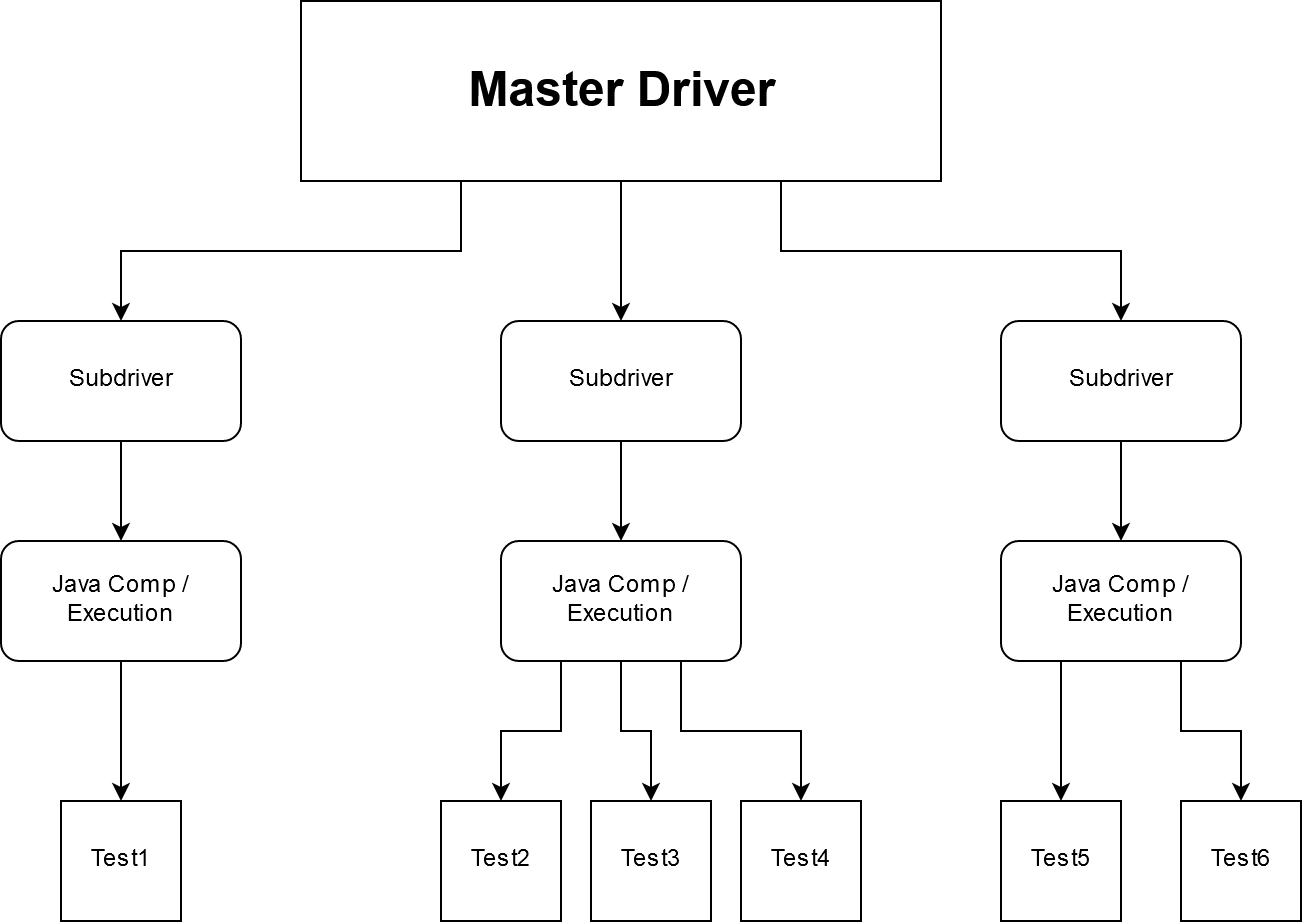 Master Driver
Subdriver
Subdriver
Subdriver
Java Comp /
Execution
Java Comp /
Execution
Java Comp /
Execution
Test1
Test2
Test3
Test4
Test5
Test6